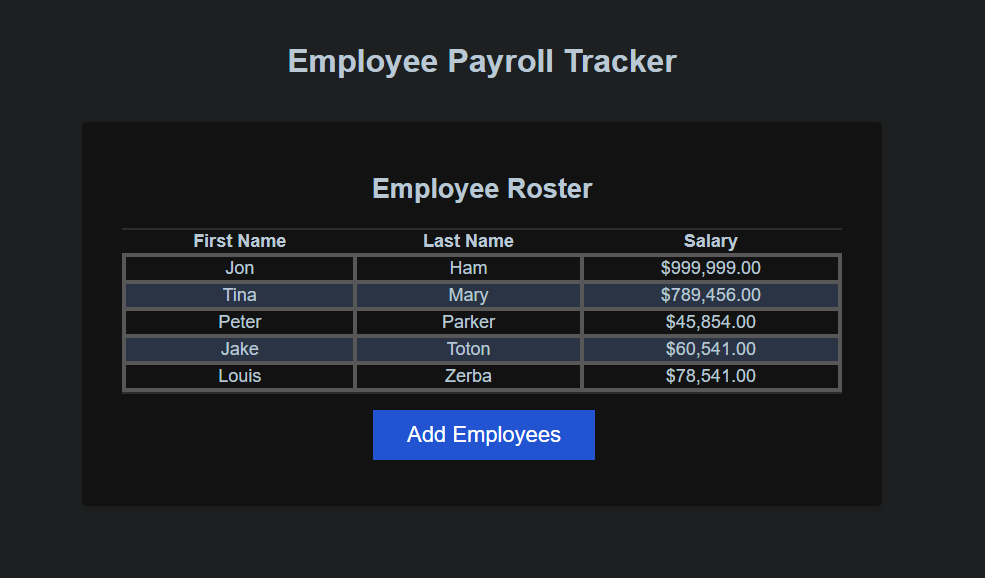 Employee Payroll Tracker
Employee Roster
First Name Last Name Salary
Jon Ham $999,999.00
Tina Mary $789,456.00
Peter Parker $45,854.00
Jake Toton $60,541.00
Louis Zerba $78,541.00
Add Employees